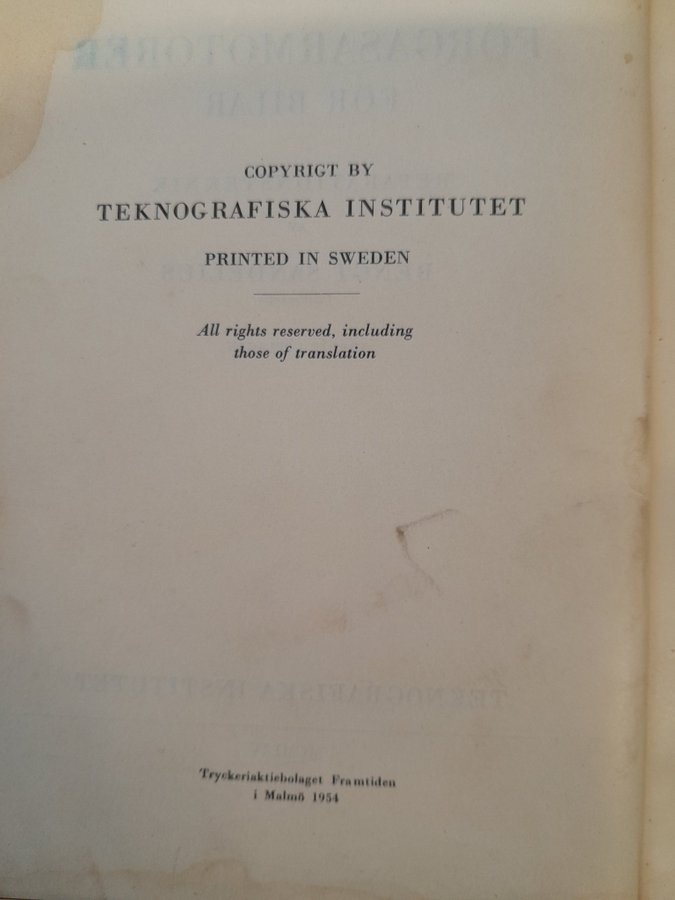 COPYRIGT BY
TEKNOGRAFISKA INSTITUTET
PRINTED IN SWEDEN
All rights reserved, including
those of translation
Tryckeriaktiebolaget Framtiden
i Malmö 1954